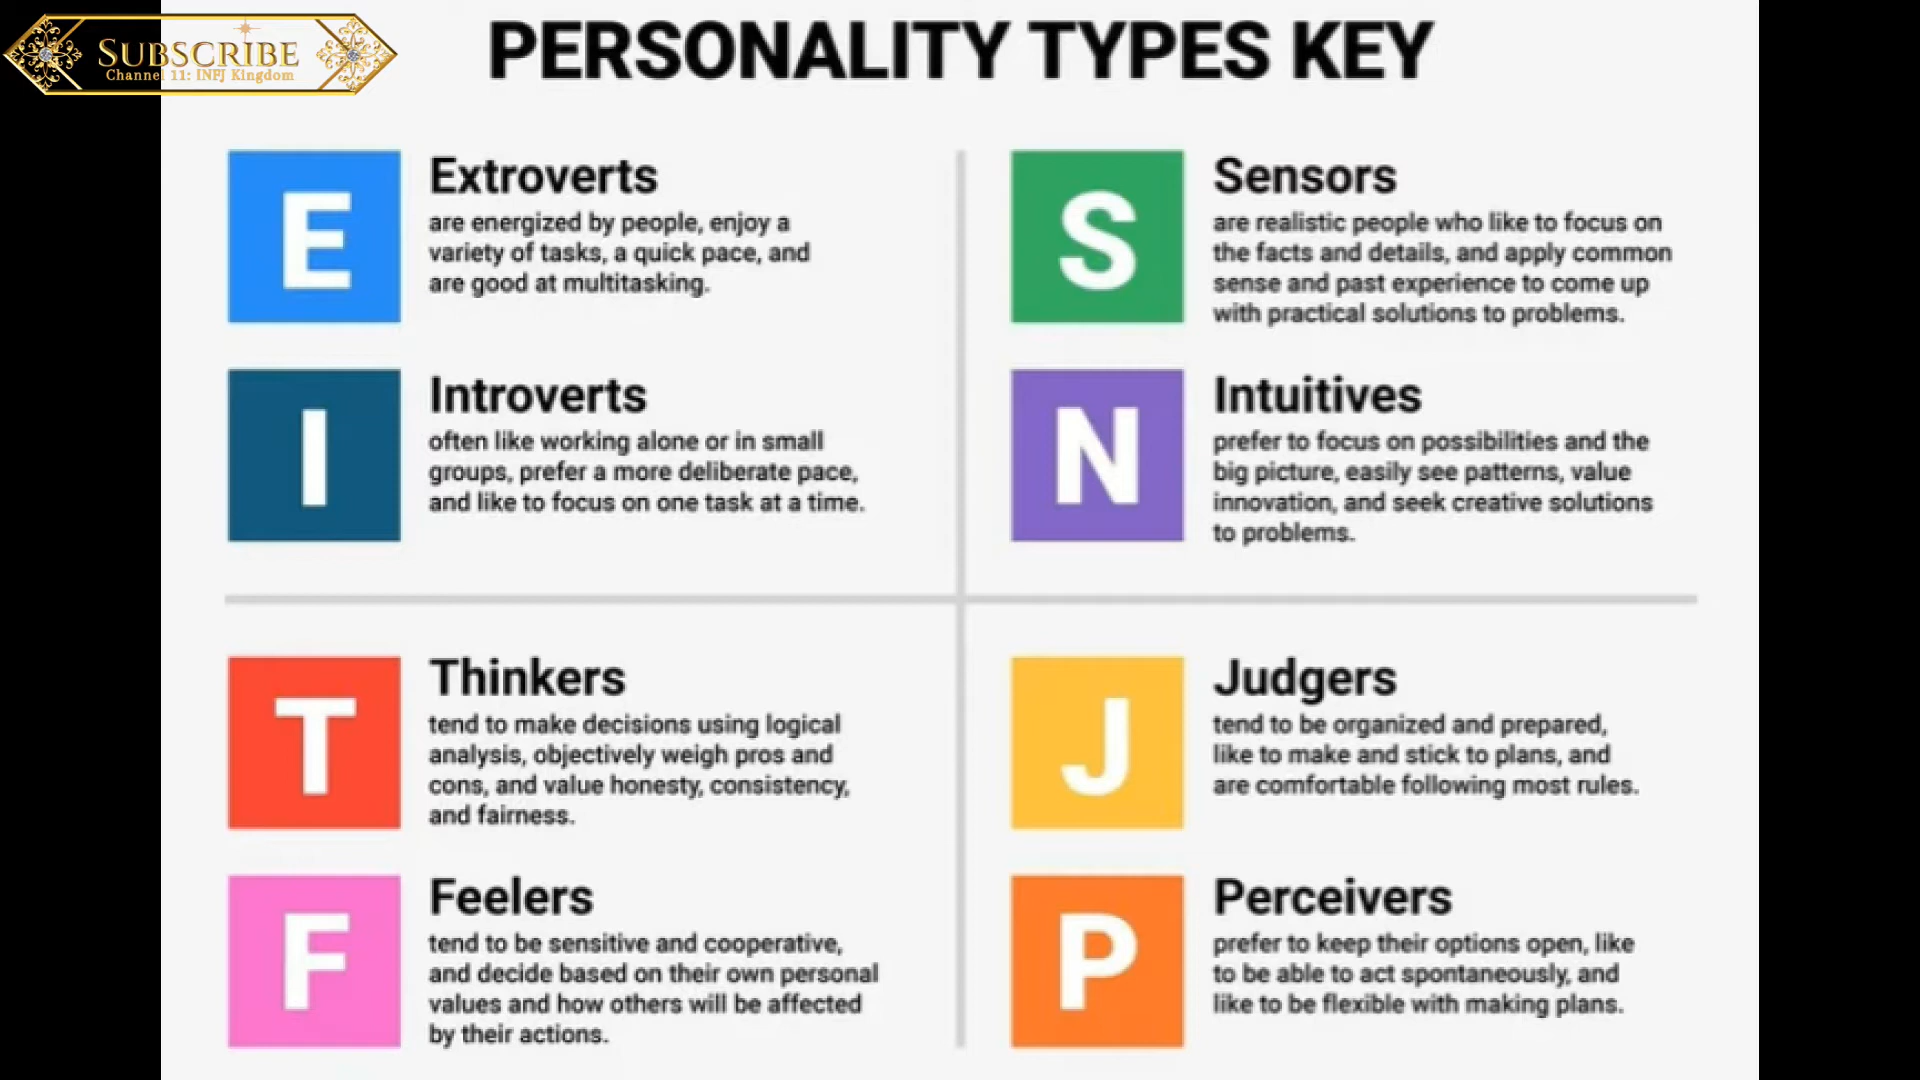 SUBSCRIBE
Channel 11: INFJ Kingdom
PERSONALITY TYPES KEY
E
Extroverts
are energized by people, enjoy a
variety of tasks, a quick pace, and
are good at multitasking.
I
Introverts
often like working alone or in small
groups, prefer a more deliberate pace,
and like to focus on one task at a time.
S
Sensors
are realistic people who like to focus on
the facts and details, and apply common
sense and past experience to come up
with practical solutions to problems.
N
Intuitives
prefer to focus on possibilities and the
big picture, easily see patterns, value
innovation, and seek creative solutions
to problems.
T
Thinkers
tend to make decisions using logical
analysis, objectively weigh pros and
cons, and value honesty, consistency,
and fairness.
F
Feelers
tend to be sensitive and cooperative,
and decide based on their own personal
values and how others will be affected
by their actions.
J
Judgers
tend to be organized and prepared,
like to make and stick to plans, and
are comfortable following most rules.
P
Perceivers
prefer to keep their options open, like
to be able to act spontaneously, and
like to be flexible with making plans.